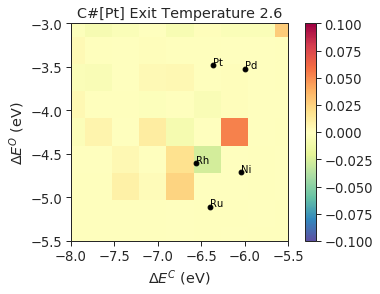 C#[Pt] Exit Temperature 2.6
−3.0
−3.5
−4.0
−4.5
−5.0
−5.5
ΔE^O (eV)
Pt
Pd
Rh
Ni
Ru
−8.0 −7.5 −7.0 −6.5 −6.0 −5.5
ΔE^C (eV)
0.100
0.075
0.050
0.025
0.000
−0.025
−0.050
−0.075
−0.100